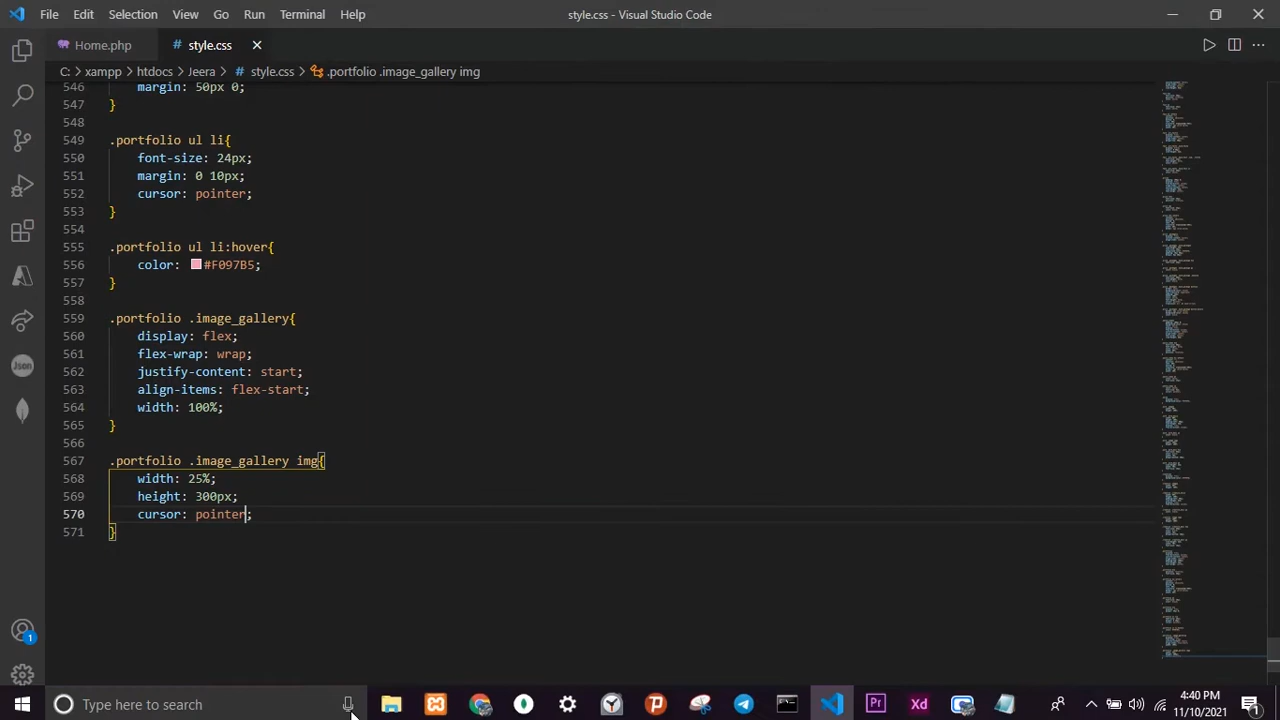 File Edit Selection View Go Run Terminal Help
style.css - Visual Studio Code
Home.php
style.css
C: > xampp > htdocs > Jeera > # style.css > .portfolio .image_gallery img
546 margin: 50px 0;
547 }
548
549 .portfolio ul li{
550 font-size: 24px;
551 margin: 0 10px;
552 cursor: pointer;
553 }
554
555 .portfolio ul li:hover{
556 color: #F097B5;
557 }
558
559 .portfolio .image_gallery{
560 display: flex;
561 flex-wrap: wrap;
562 justify-content: start;
563 align-items: flex-start;
564 width: 100%;
565 }
566
567 .portfolio .image_gallery img{
568 width: 25%;
569 height: 300px;
570 cursor: pointer;
571 }
Json
1
Type here to search
Pr
Xd
4:40 PM
11/10/2021